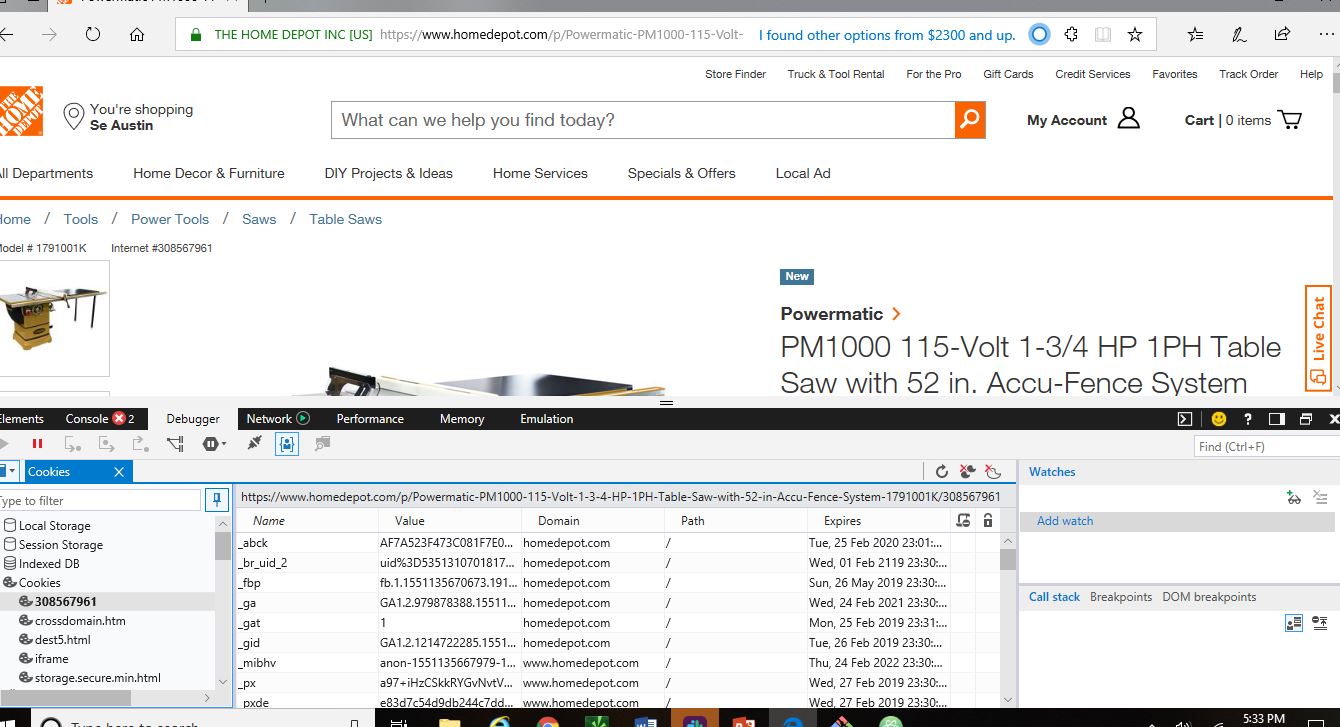 THE HOME DEPOT INC [US] https://www.homedepot.com/p/Powermatic-PM1000-115-Volt- I found other options from $2300 and up.
Store Finder Truck & Tool Rental For the Pro Gift Cards Credit Services Favorites Track Order Help
THE HOME DEPOT
You're shopping
Se Austin
What can we help you find today?
My Account
Cart | 0 items
ll Departments Home Decor & Furniture DIY Projects & Ideas Home Services Specials & Offers Local Ad
Home / Tools / Power Tools / Saws / Table Saws
Model # 1791001K Internet #308567961
New
Powermatic
PM1000 115-Volt 1-3/4 HP 1PH Table
Saw with 52 in. Accu-Fence System
Live Chat
Elements Console 2 Debugger Network Performance Memory Emulation
Find (Ctrl+F)
Cookies
Watches
Type to filter
https://www.homedepot.com/p/Powermatic-PM1000-115-Volt-1-3-4-HP-1PH-Table-Saw-with-52-in-Accu-Fence-System-1791001K/308567961
Local Storage
Session Storage
Indexed DB
Cookies
308567961
crossdomain.htm
dest5.html
iframe
storage.secure.min.html
Name Value Domain Path Expires
_abck AF7A523F473C081F7E0... homedepot.com / Tue, 25 Feb 2020 23:01:...
_br_uid_2 uid%3D5351310701817... homedepot.com / Wed, 01 Feb 2119 23:30:...
_fbp fb.1.1551135670673.191... homedepot.com / Sun, 26 May 2019 23:30:...
_ga GA1.2.979878388.15511... homedepot.com / Wed, 24 Feb 2021 23:30:...
_gat 1 homedepot.com / Mon, 25 Feb 2019 23:31:...
_gid GA1.2.1214722285.1551... homedepot.com / Tue, 26 Feb 2019 23:30:...
_mibhv anon-1551135667979-1... www.homedepot.com / Thu, 24 Feb 2022 23:30:...
_px a97+iHzCSkkRYGvNvtV... www.homedepot.com / Wed, 27 Feb 2019 23:30:...
_pxde e83d7c54d9db244c7dd... www.homedepot.com / Wed, 27 Feb 2019 23:30:...
Add watch
Call stack Breakpoints DOM breakpoints
Type here to search
5:33 PM